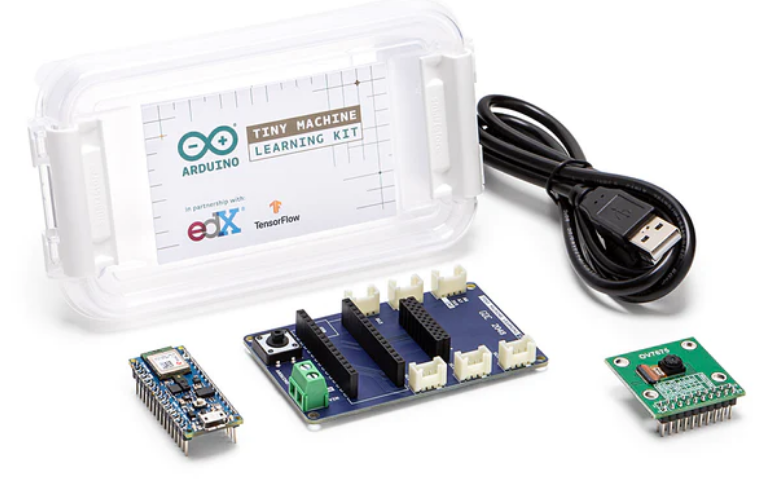 TINY MACHINE
LEARNING KIT
ARDUINO
in partnership with:
edX
TensorFlow
OV7675